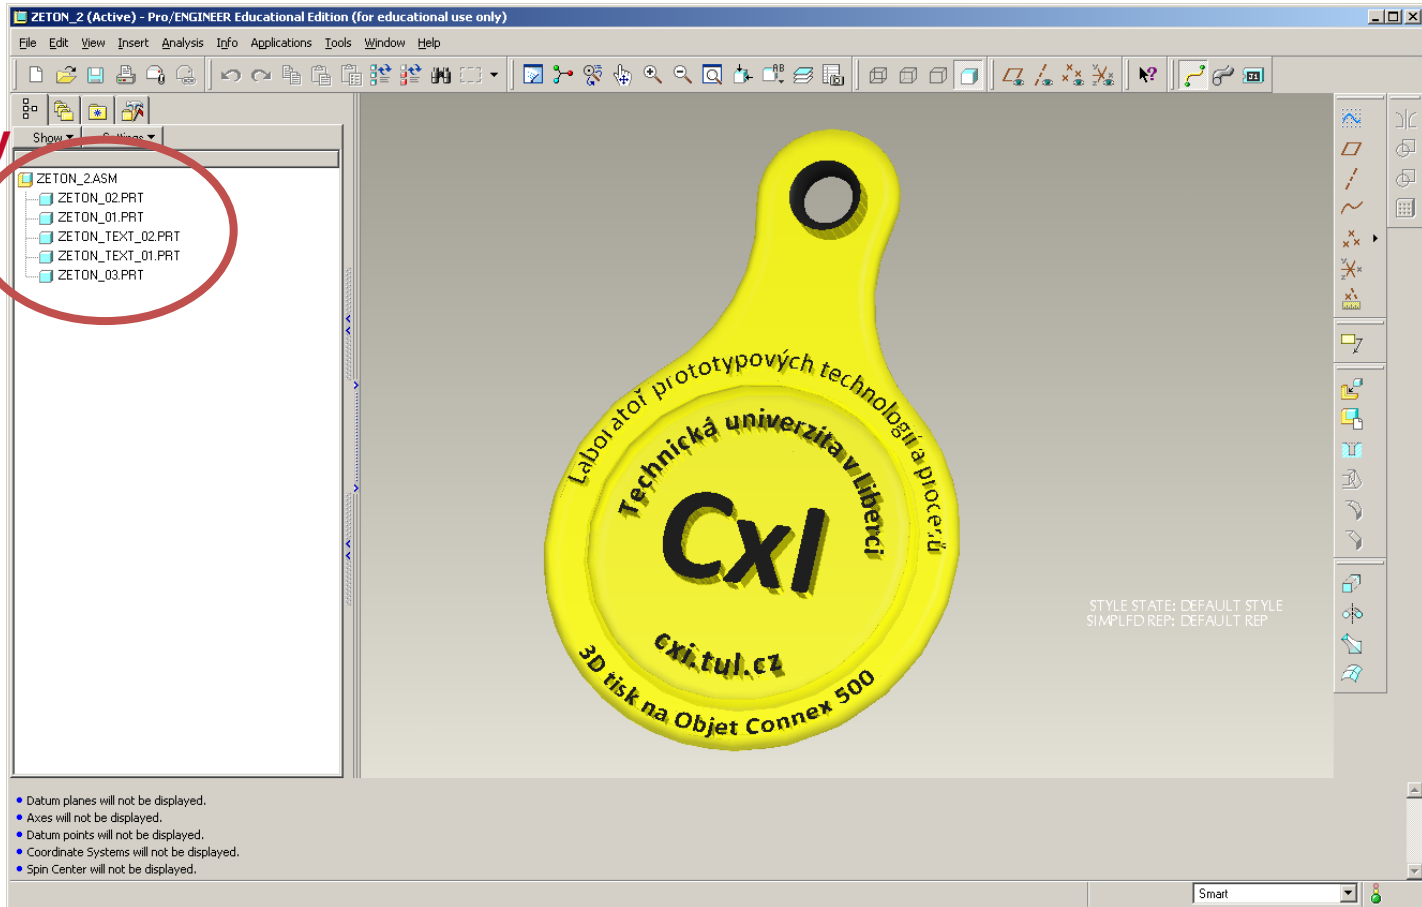 ZETON_2 (Active) - Pro/ENGINEER Educational Edition (for educational use only)
File Edit View Insert Analysis Info Applications Tools Window Help
Show
ZETON_2.ASM
ZETON_02.PRT
ZETON_01.PRT
ZETON_TEXT_02.PRT
ZETON_TEXT_01.PRT
ZETON_03.PRT
Laboratoř prototypových technologií a procesů
Technická univerzita v Liberci
CxI
cxi.tul.cz
3D tisk na Objet Connex 500
STYLE STATE: DEFAULT STYLE
SIMPLFD REP: DEFAULT REP
• Datum planes will not be displayed.
• Axes will not be displayed.
• Datum points will not be displayed.
• Coordinate Systems will not be displayed.
• Spin Center will not be displayed.
Smart